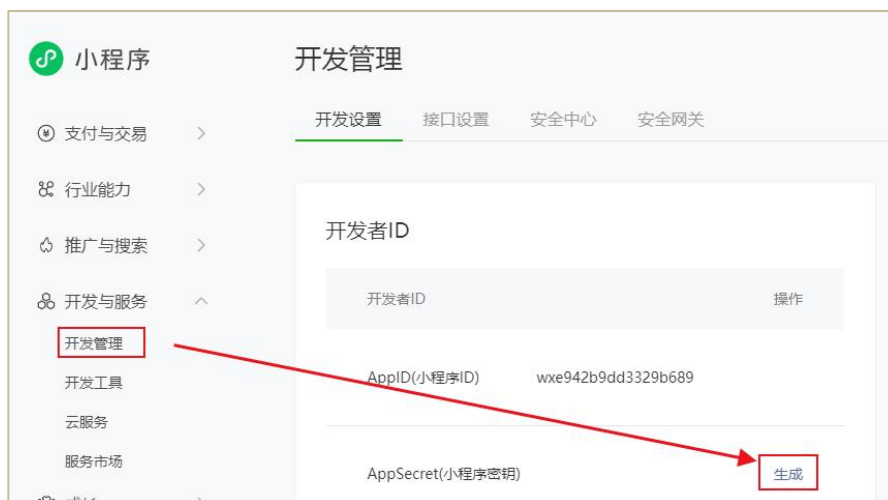 小程序
支付与交易
行业能力
推广与搜索
开发与服务
开发管理
开发工具
云服务
服务市场
开发管理
开发设置 接口设置 安全中心 安全网关
开发者ID
开发者ID 操作
AppID(小程序ID) wxe942b9dd3329b689
AppSecret(小程序密钥) 生成